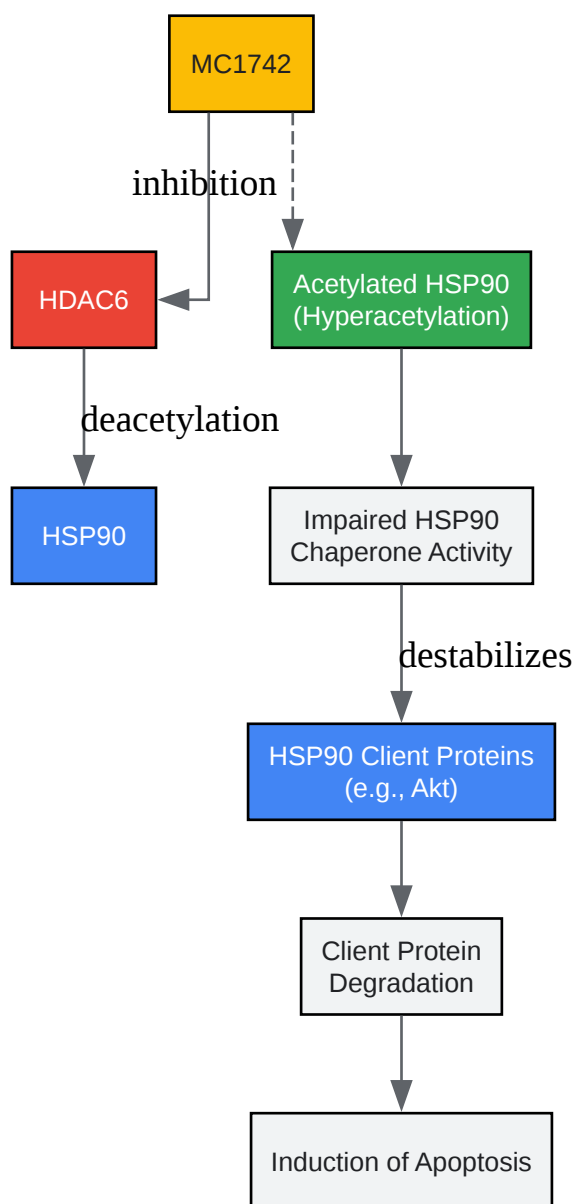 MC1742
inhibition
HDAC6
Acetylated HSP90
(Hyperacetylation)
deacetylation
HSP90
Impaired HSP90
Chaperone Activity
destabilizes
HSP90 Client Proteins
(e.g., Akt)
Client Protein
Degradation
Induction of Apoptosis